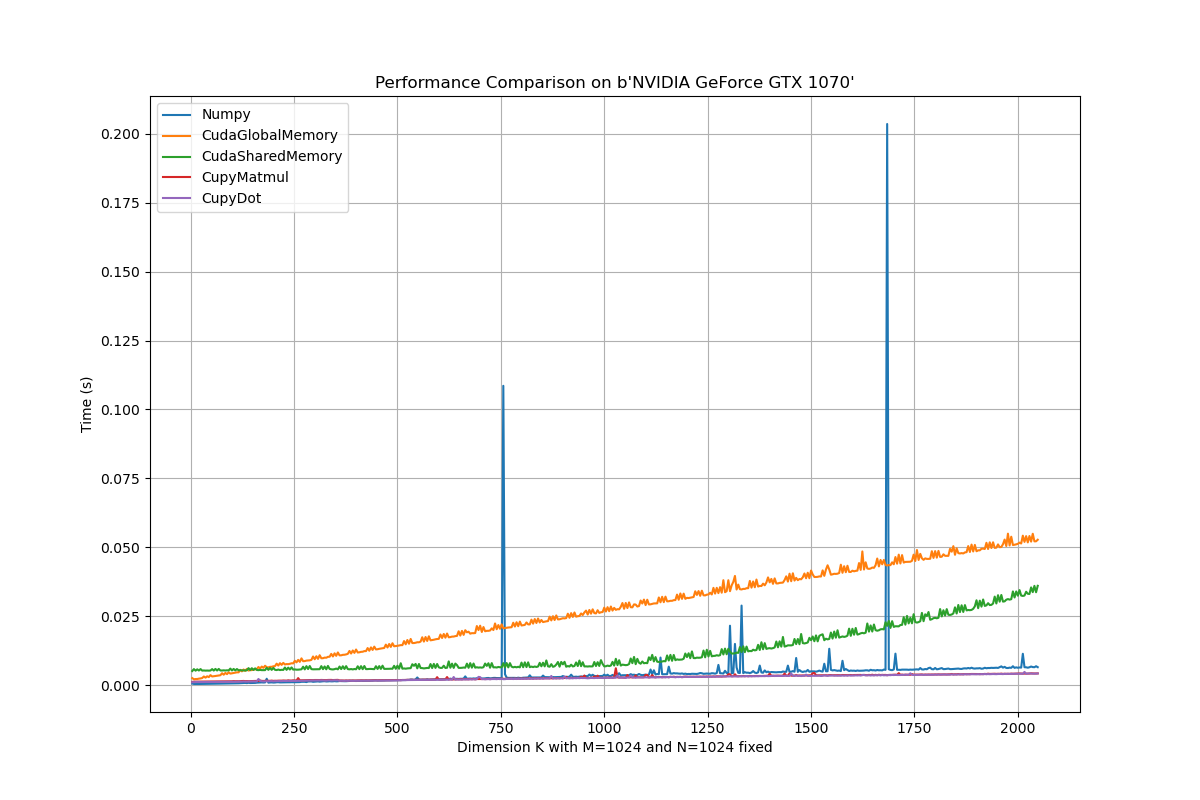 Performance Comparison on b'NVIDIA GeForce GTX 1070'
Numpy
CudaGlobalMemory
CudaSharedMemory
CupyMatmul
CupyDot
0.200
0.175
0.150
0.125
0.100
0.075
0.050
0.025
0.000
Time (s)
0 250 500 750 1000 1250 1500 1750 2000
Dimension K with M=1024 and N=1024 fixed